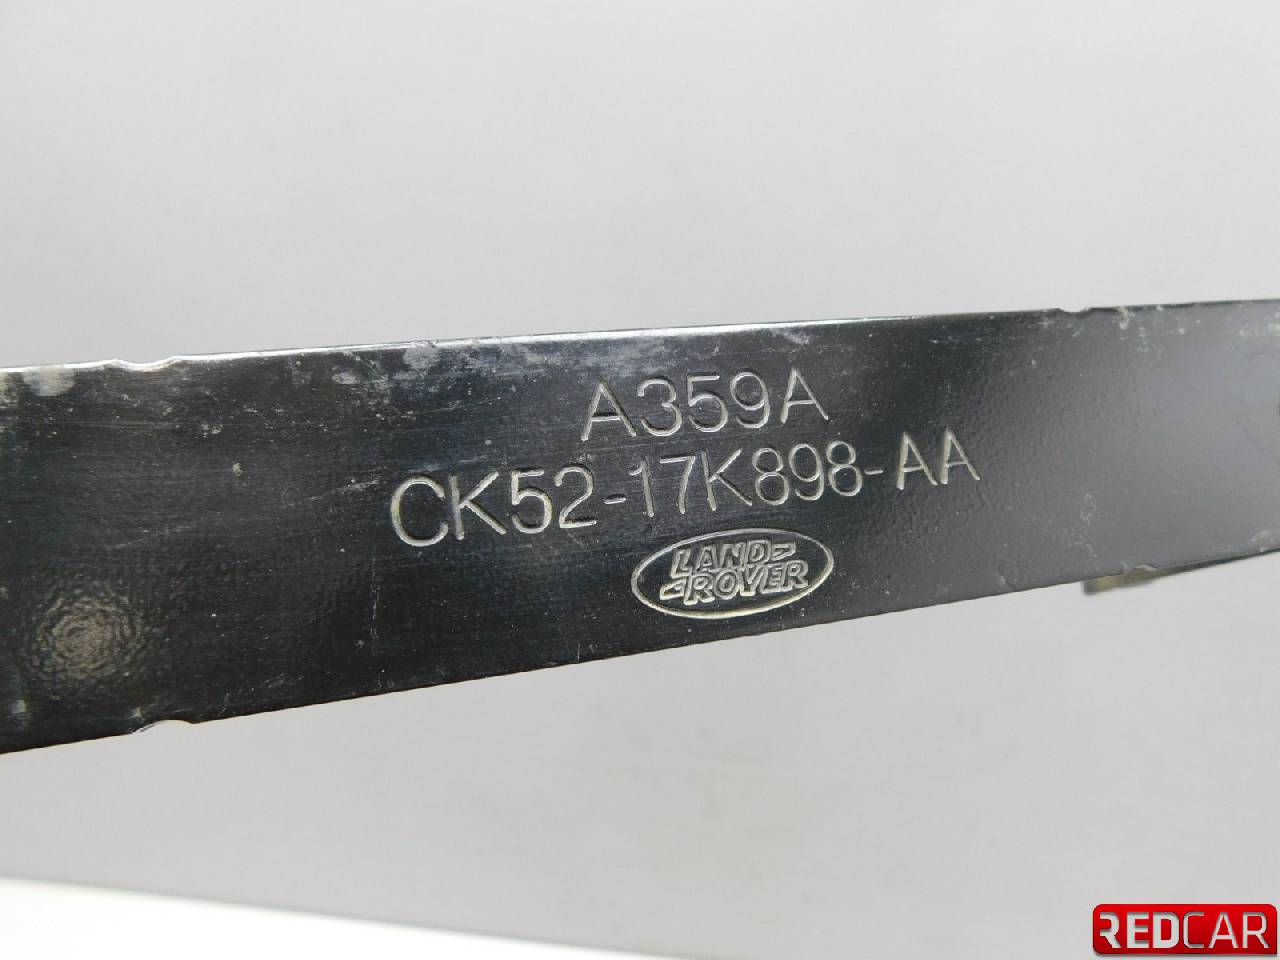 A359A
CK52-17K898-AA
LAND
ROVER
REDCAR